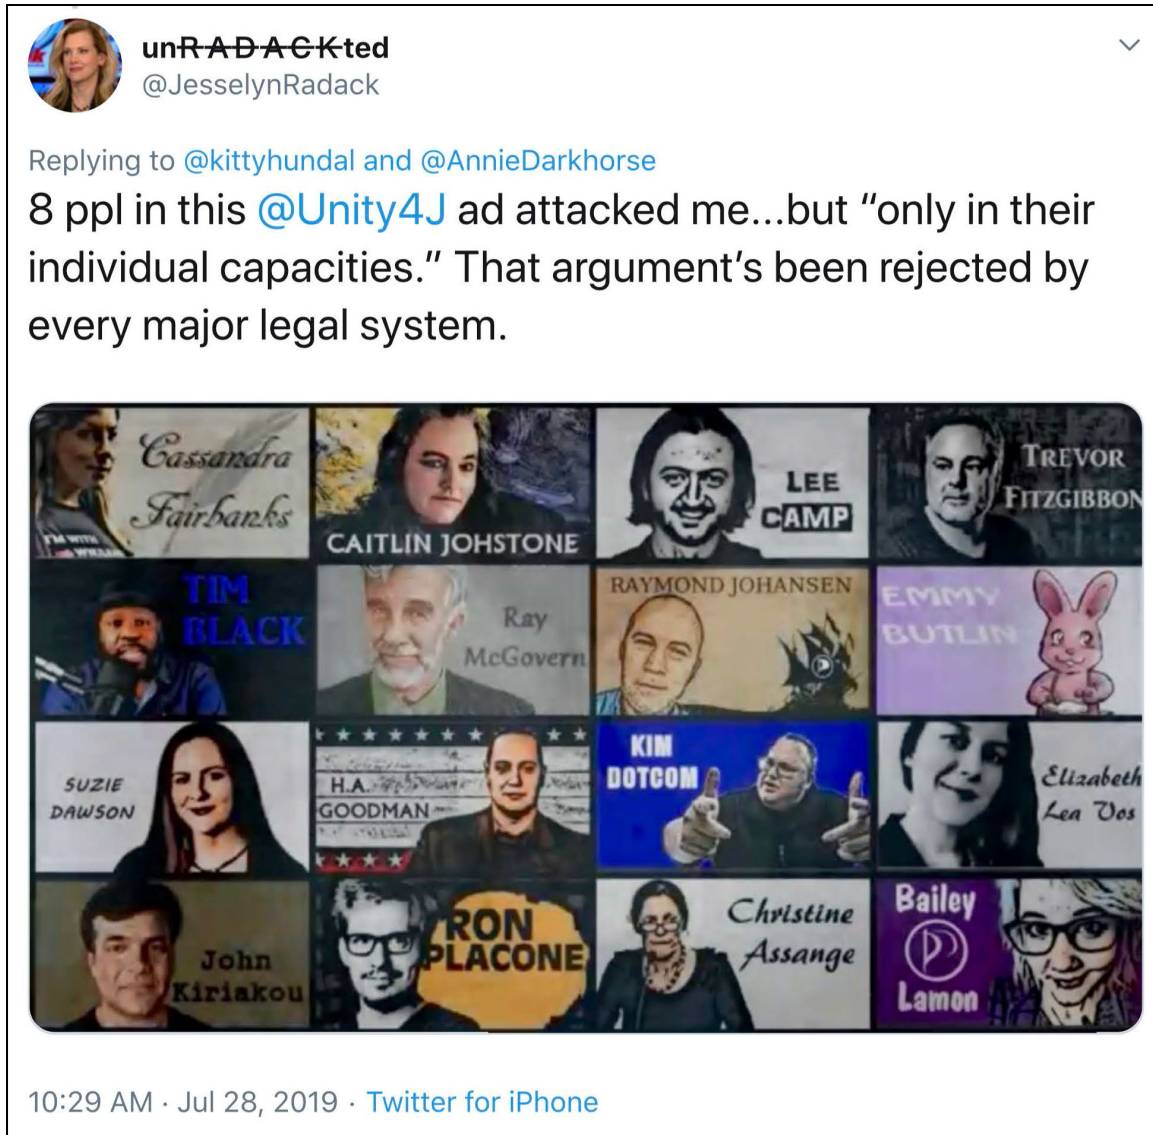 unRADACKted
@JesselynRadack
Replying to @kittyhundal and @AnnieDarkhorse
8 ppl in this @Unity4J ad attacked me...but “only in their
individual capacities.” That argument’s been rejected by
every major legal system.
Cassandra
Fairbanks
I'M WITH
CAITLIN JOHSTONE
LEE
CAMP
TREVOR
FITZGIBBON
TIM
BLACK
Ray
McGovern
RAYMOND JOHANSEN
EMMY
BUTLIN
SUZIE
DAWSON
H.A.
GOODMAN
KIM
DOTCOM
Elizabeth
Lea Vos
John
Kiriakou
RON
PLACONE
Christine
Assange
Bailey
Lamon
10:29 AM · Jul 28, 2019 · Twitter for iPhone